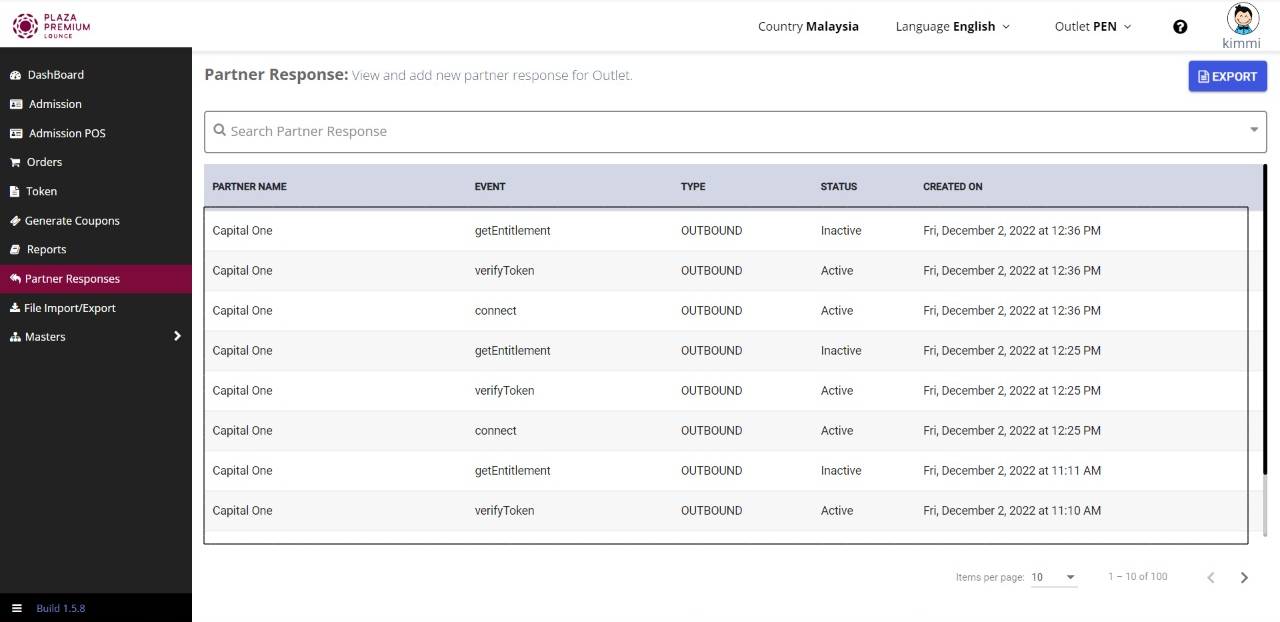 PLAZA
PREMIUM
LOUNGE
Country Malaysia
Language English
Outlet PEN
?
kimmi
DashBoard
Admission
Admission POS
Orders
Token
Generate Coupons
Reports
Partner Responses
File Import/Export
Masters
Build 1.5.8
Partner Response: View and add new partner response for Outlet.
EXPORT
Search Partner Response
PARTNER NAME EVENT TYPE STATUS CREATED ON
Capital One getEntitlement OUTBOUND Inactive Fri, December 2, 2022 at 12:36 PM
Capital One verifyToken OUTBOUND Active Fri, December 2, 2022 at 12:36 PM
Capital One connect OUTBOUND Active Fri, December 2, 2022 at 12:36 PM
Capital One getEntitlement OUTBOUND Inactive Fri, December 2, 2022 at 12:25 PM
Capital One verifyToken OUTBOUND Active Fri, December 2, 2022 at 12:25 PM
Capital One connect OUTBOUND Active Fri, December 2, 2022 at 12:25 PM
Capital One getEntitlement OUTBOUND Inactive Fri, December 2, 2022 at 11:11 AM
Capital One verifyToken OUTBOUND Active Fri, December 2, 2022 at 11:10 AM
Items per page: 10 1 – 10 of 100